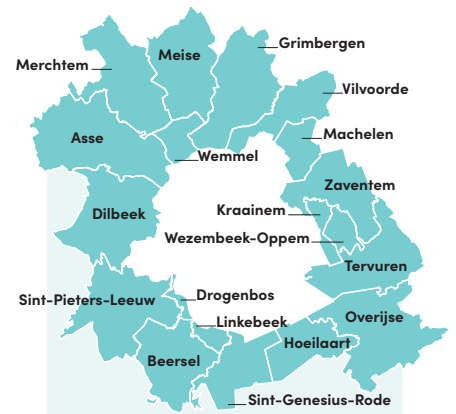 Grimbergen
Meise
Merchtem
Vilvoorde
Machelen
Asse
Wemmel
Zaventem
Kraainem
Dilbeek
Wezembeek-Oppem
Tervuren
Drogenbos
Sint-Pieters-Leeuw
Overijse
Linkebeek
Hoeilaart
Beersel
Sint-Genesius-Rode